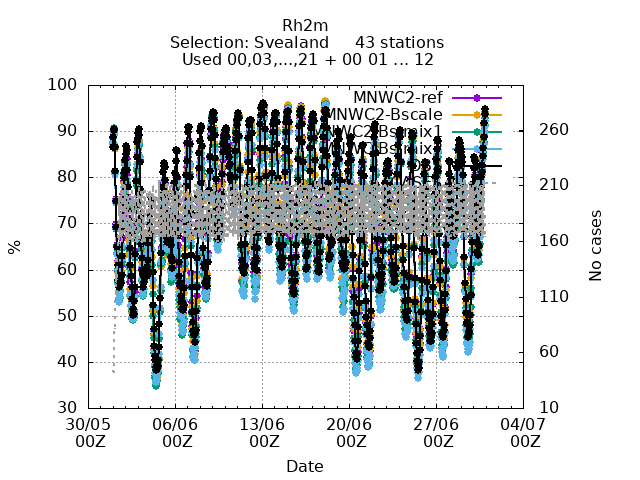 Rh2m
Selection: Svealand 43 stations
Used 00,03,...,21 + 00 01 ... 12
MNWC2-ref
MNWC2-Bscale
100
90
80
70
60
50
40
30
260
210
160
110
60
10
%
No cases
30/05 06/06 13/06 20/06 27/06 04/07
00Z 00Z 00Z 00Z 00Z 00Z
Date